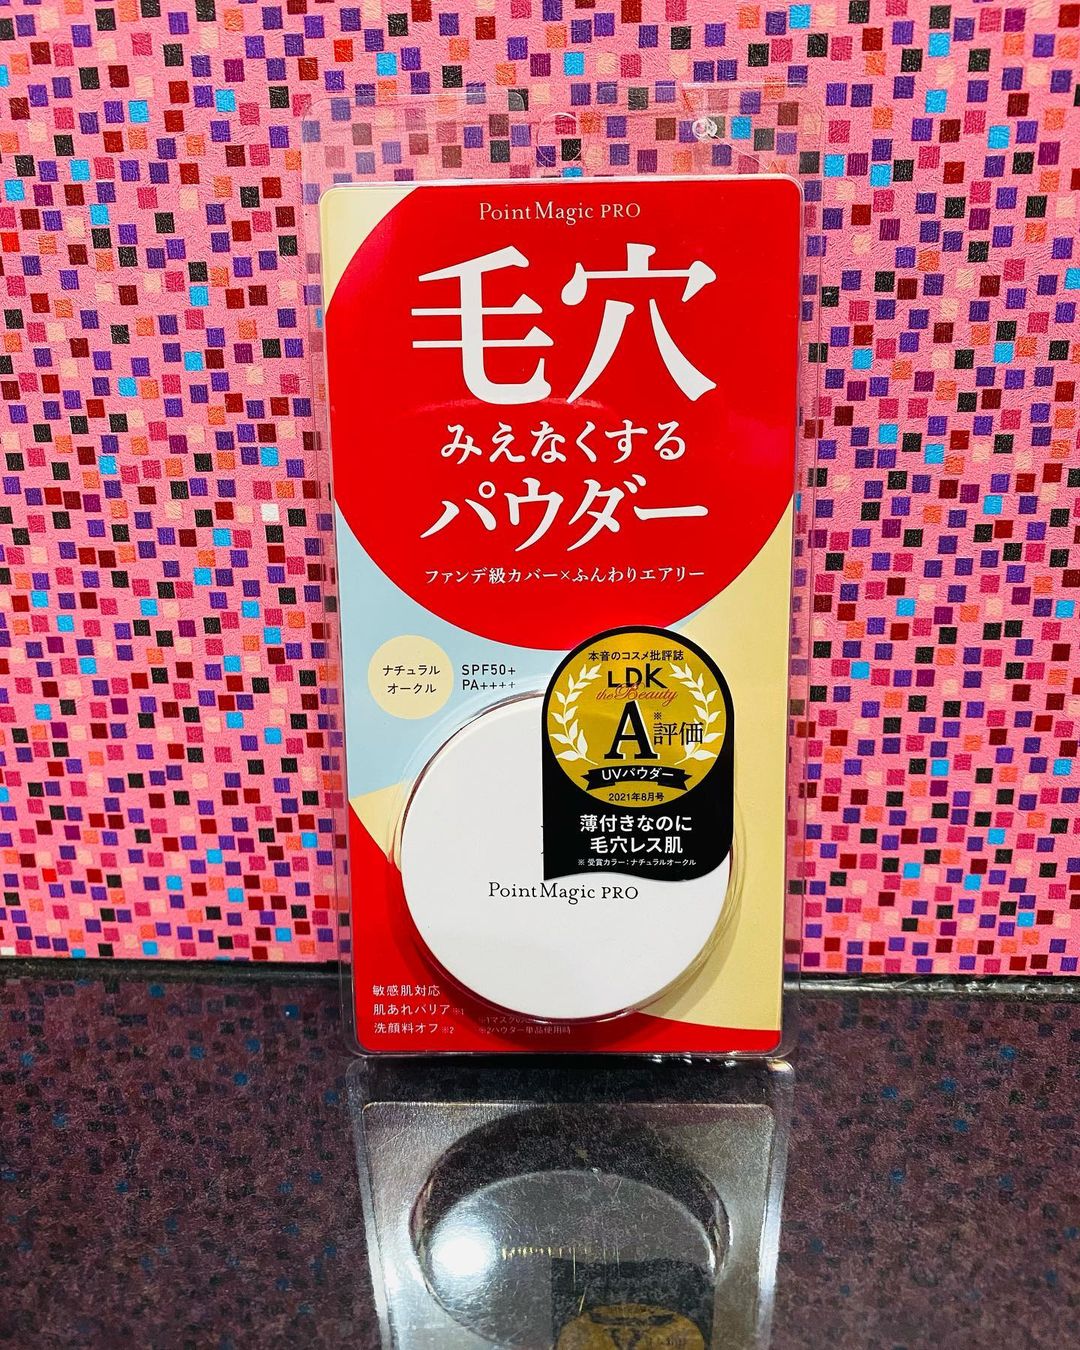 PointMagic PRO
毛穴
みえなくする
パウダー
ファンデ級カバー×ふんわりエアリー
ナチュラル
オークル
SPF50+
PA++++
本音のコスメ批評誌
LDK
the Beauty
A※評価
UVパウダー
2021年8月号
薄付きなのに
毛穴レス肌
※ 受賞カラー:ナチュラルオークル
PointMagic PRO
敏感肌対応
肌あれバリア※1
洗顔料オフ※2
※2パウダー単品使用時